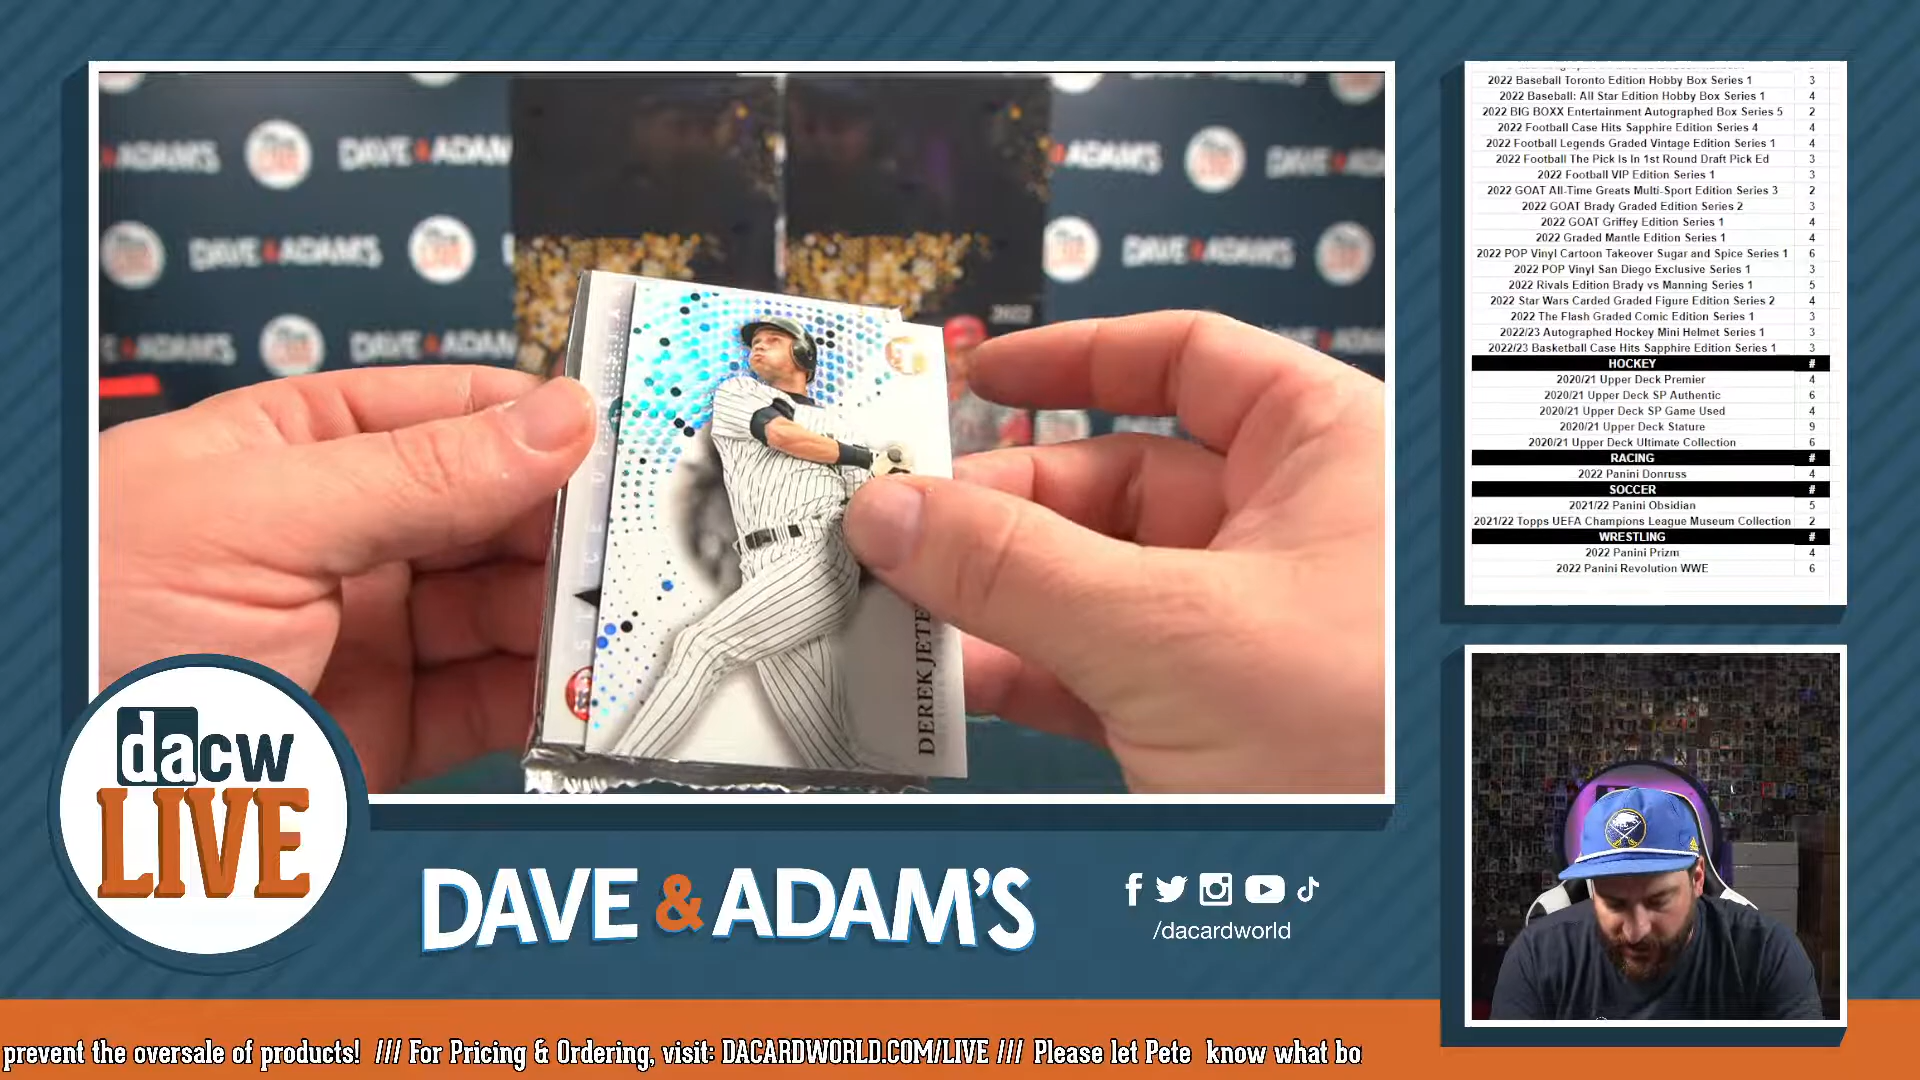 DAVE & ADAM'S
DAVE & ADAM'S
DAVE & ADAM'S
2022
DEREK JETE
2022 Baseball Toronto Edition Hobby Box Series 1 3
2022 Baseball: All Star Edition Hobby Box Series 1 4
2022 BIG BOXX Entertainment Autographed Box Series 5 2
2022 Football Case Hits Sapphire Edition Series 4 4
2022 Football Legends Graded Vintage Edition Series 1 4
2022 Football The Pick Is In 1st Round Draft Pick Ed 3
2022 Football VIP Edition Series 1 3
2022 GOAT All-Time Greats Multi-Sport Edition Series 3 2
2022 GOAT Brady Graded Edition Series 2 3
2022 GOAT Griffey Edition Series 1 4
2022 Graded Mantle Edition Series 1 4
2022 POP Vinyl Cartoon Takeover Sugar and Spice Series 1 6
2022 POP Vinyl San Diego Exclusive Series 1 3
2022 Rivals Edition Brady vs Manning Series 1 5
2022 Star Wars Carded Graded Figure Edition Series 2 4
2022 The Flash Graded Comic Edition Series 1 3
2022/23 Autographed Hockey Mini Helmet Series 1 3
2022/23 Basketball Case Hits Sapphire Edition Series 1 3
HOCKEY #
2020/21 Upper Deck Premier 4
2020/21 Upper Deck SP Authentic 6
2020/21 Upper Deck SP Game Used 4
2020/21 Upper Deck Stature 9
2020/21 Upper Deck Ultimate Collection 6
RACING #
2022 Panini Donruss 4
SOCCER #
2021/22 Panini Obsidian 5
2021/22 Topps UEFA Champions League Museum Collection 2
WRESTLING #
2022 Panini Prizm 4
2022 Panini Revolution WWE 6
dacw
LIVE
DAVE & ADAM'S
/dacardworld
prevent the oversale of products! /// For Pricing & Ordering, visit: DACARDWORLD.COM/LIVE /// Please let Pete know what bo